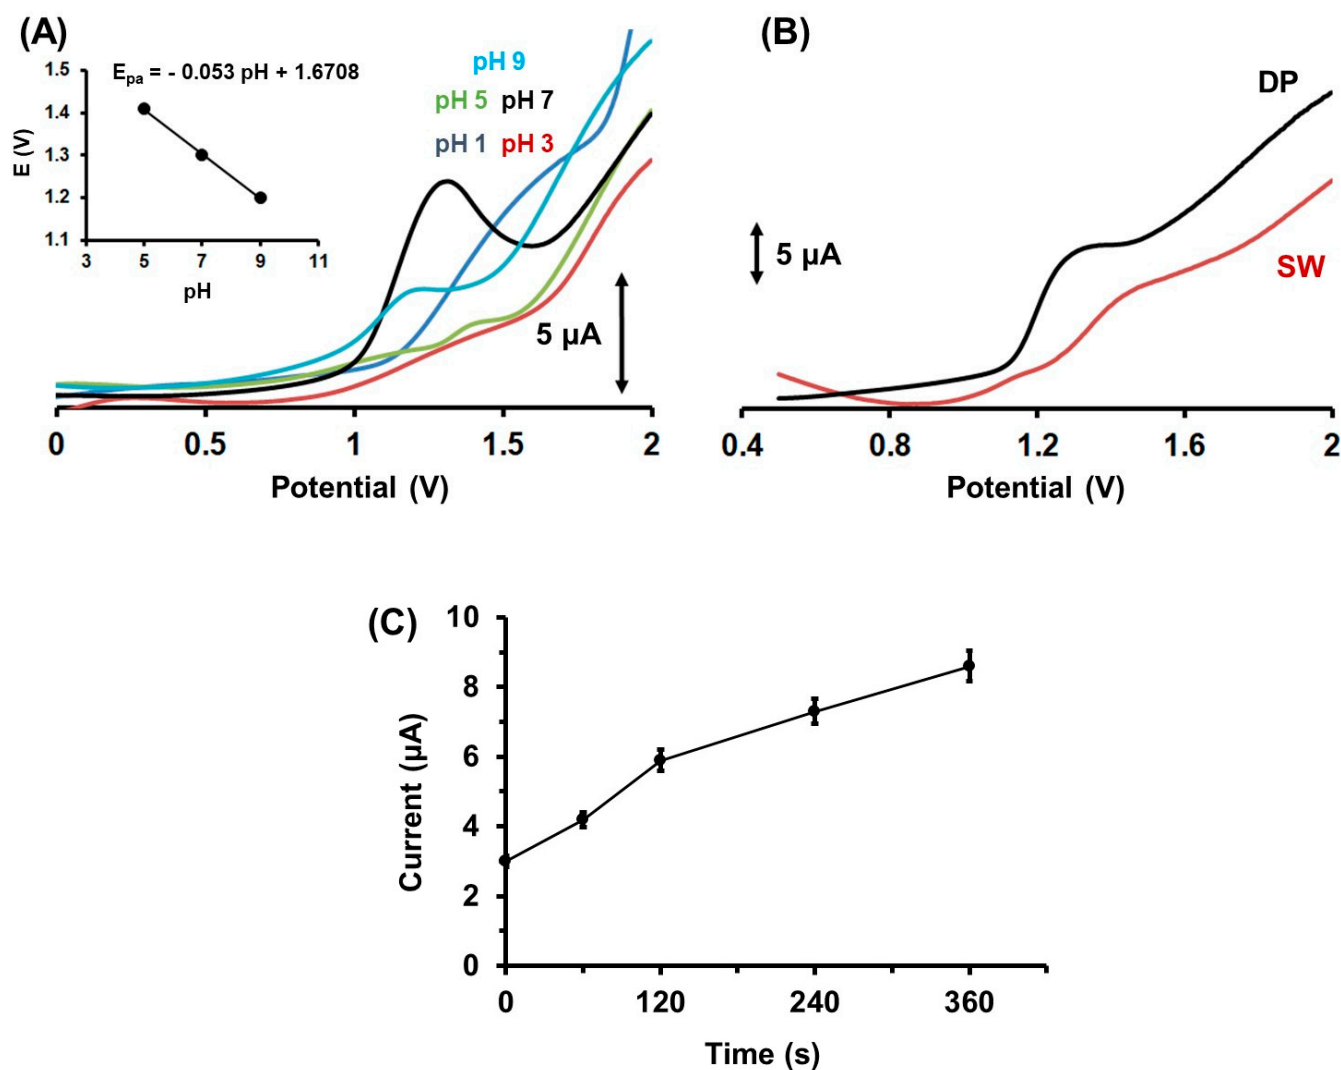 (A)
E_pa = - 0.053 pH + 1.6708
1.5
1.4
1.3
1.2
1.1
E (V)
3 5 7 9 11
pH
pH 9
pH 5 pH 7
pH 1 pH 3
5 μA
0 0.5 1 1.5 2
Potential (V)
(B)
DP
5 μA
SW
0.4 0.8 1.2 1.6 2
Potential (V)
(C)
10
8
6
4
2
0
Current (μA)
0 120 240 360
Time (s)